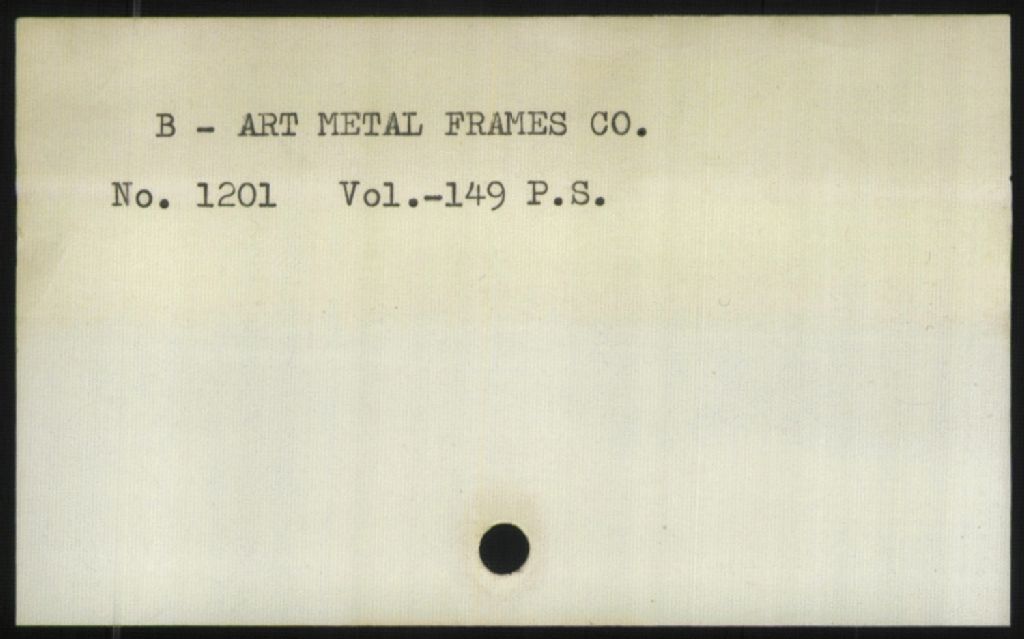 B - ART METAL FRAMES CO.
No. 1201 Vol.-149 P.S.